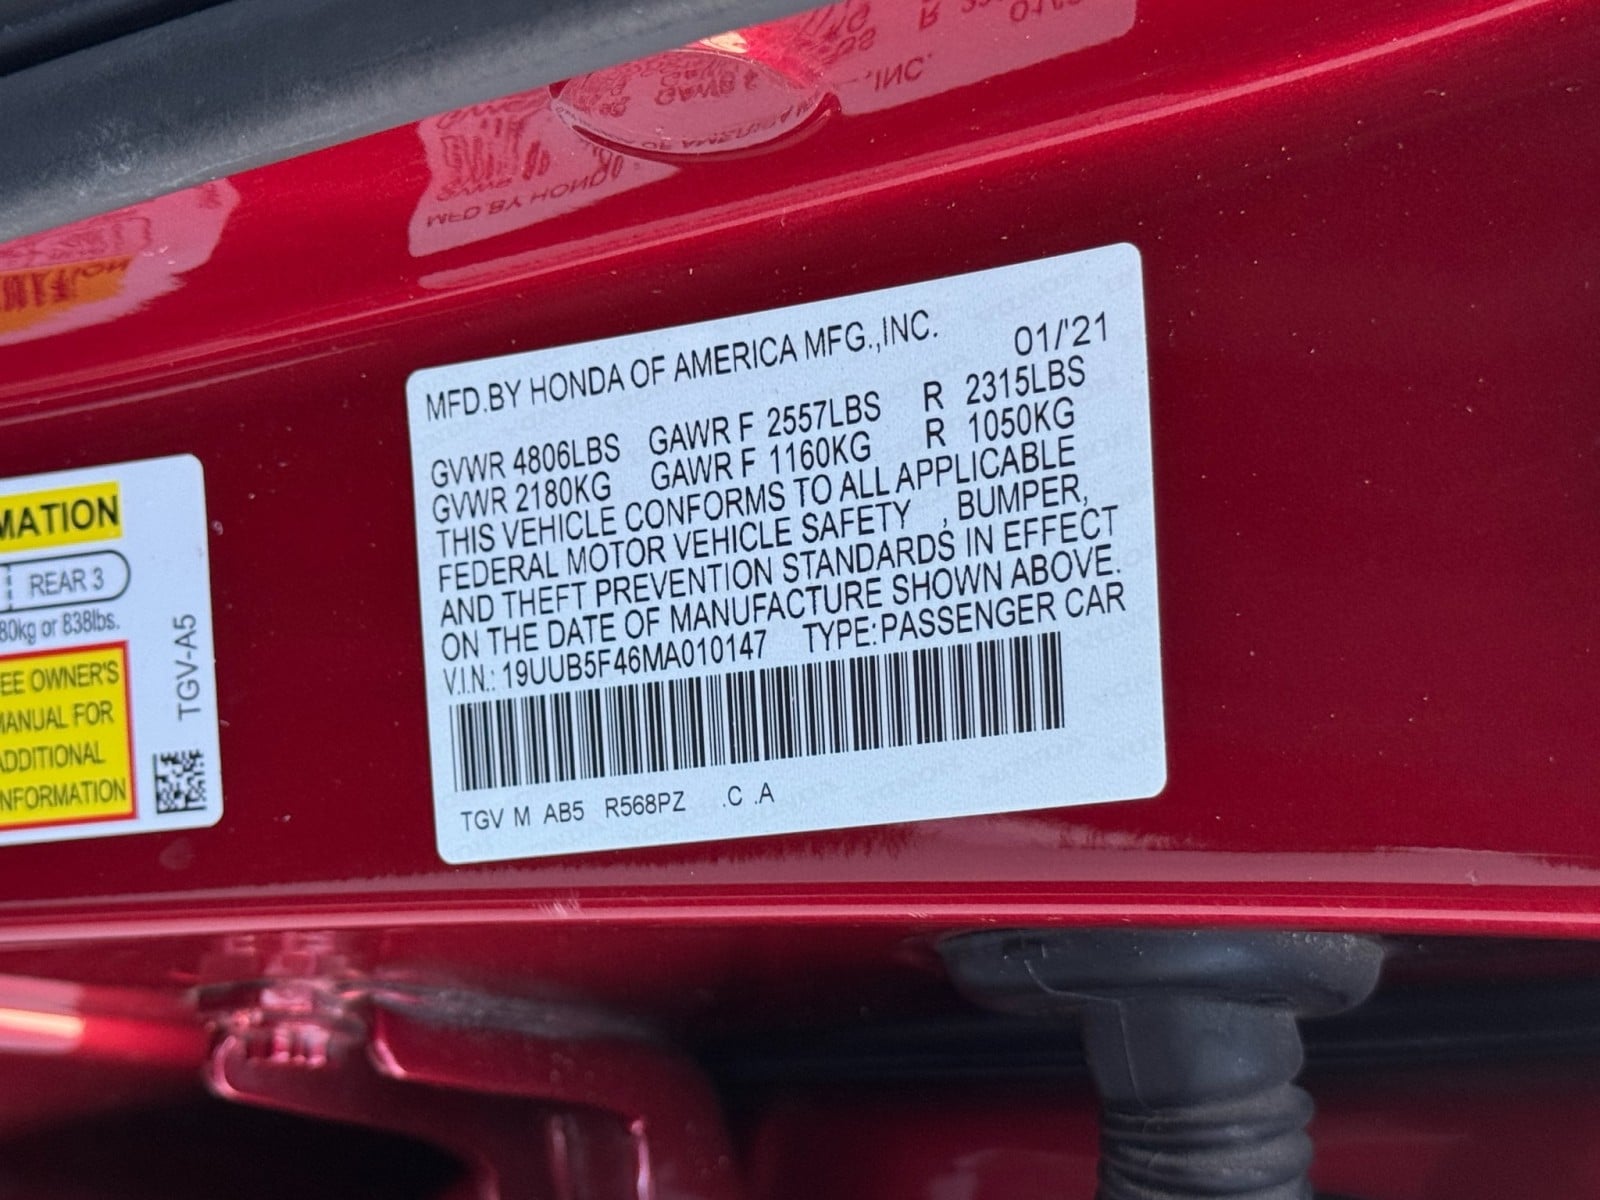 MATION
REAR 3
80kg or 838lbs.
EE OWNER'S
MANUAL FOR
ADDITIONAL
NFORMATION
TGV-A5
MFD.BY HONDA OF AMERICA MFG.,INC. 01/'21
GVWR 4806LBS GAWR F 2557LBS R 2315LBS
GVWR 2180KG GAWR F 1160KG R 1050KG
THIS VEHICLE CONFORMS TO ALL APPLICABLE
FEDERAL MOTOR VEHICLE SAFETY , BUMPER,
AND THEFT PREVENTION STANDARDS IN EFFECT
ON THE DATE OF MANUFACTURE SHOWN ABOVE.
V.I.N.: 19UUB5F46MA010147 TYPE:PASSENGER CAR
TGV M AB5 R568PZ .C .A